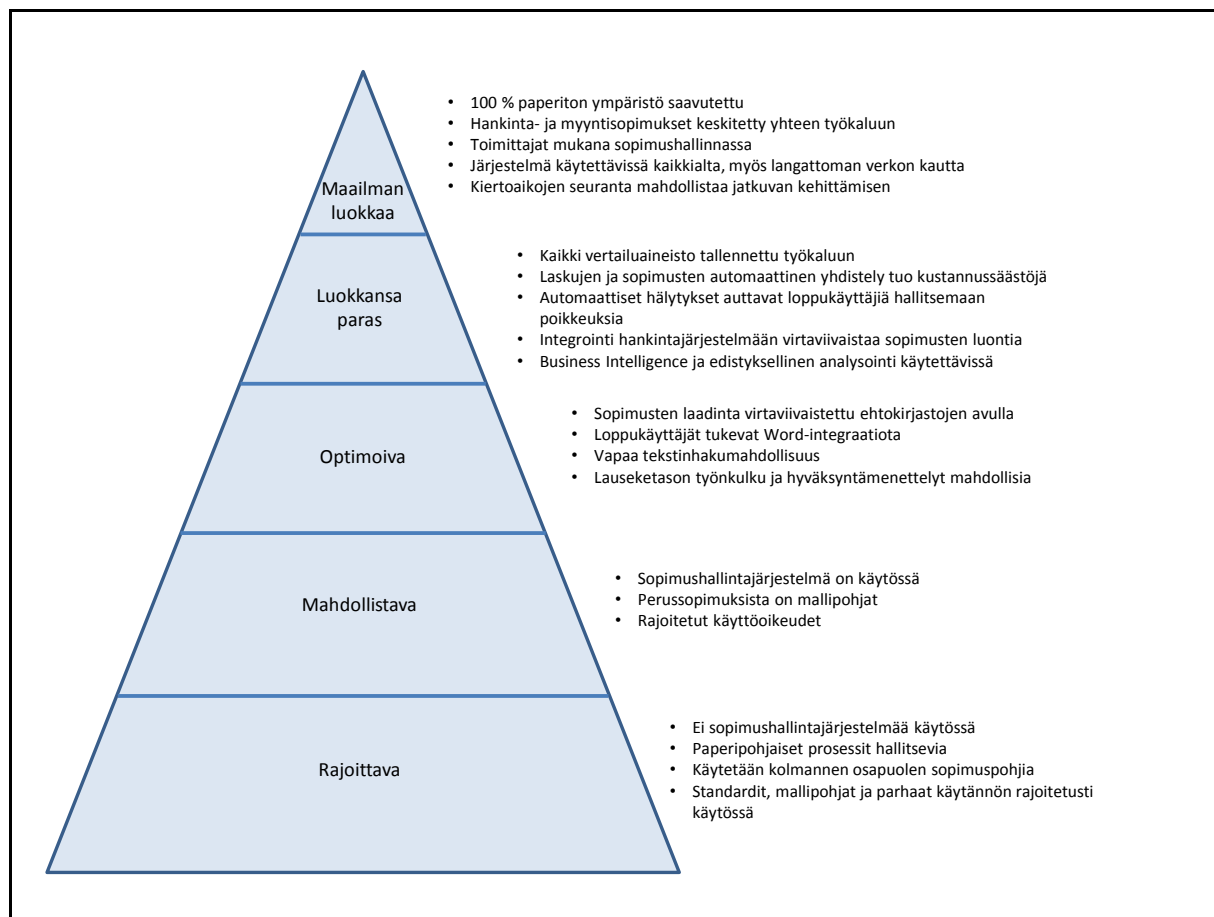 • 100 % paperiton ympäristö saavutettu
• Hankinta- ja myyntisopimukset keskitetty yhteen työkaluun
• Toimittajat mukana sopimushallinnassa
• Järjestelmä käytettävissä kaikkialta, myös langattoman verkon kautta
• Kiertoaikojen seuranta mahdollistaa jatkuvan kehittämisen
Maailman
luokkaa
• Kaikki vertailuaineisto tallennettu työkaluun
• Laskujen ja sopimusten automaattinen yhdistely tuo kustannussäästöjä
• Automaattiset hälytykset auttavat loppukäyttäjiä hallitsemaan
poikkeuksia
• Integrointi hankintajärjestelmään virtaviivaistaa sopimusten luontia
• Business Intelligence ja edistyksellinen analysointi käytettävissä
Luokkansa
paras
• Sopimusten laadinta virtaviivaistettu ehtokirjastojen avulla
• Loppukäyttäjät tukevat Word-integraatiota
• Vapaa tekstinhakumahdollisuus
• Lauseketason työnkulku ja hyväksyntämenettelyt mahdollisia
Optimoiva
• Sopimushallintajärjestelmä on käytössä
• Perussopimuksista on mallipohjat
• Rajoitetut käyttöoikeudet
Mahdollistava
• Ei sopimushallintajärjestelmää käytössä
• Paperipohjaiset prosessit hallitsevia
• Käytetään kolmannen osapuolen sopimuspohjia
• Standardit, mallipohjat ja parhaat käytännön rajoitetusti
käytössä
Rajoittava